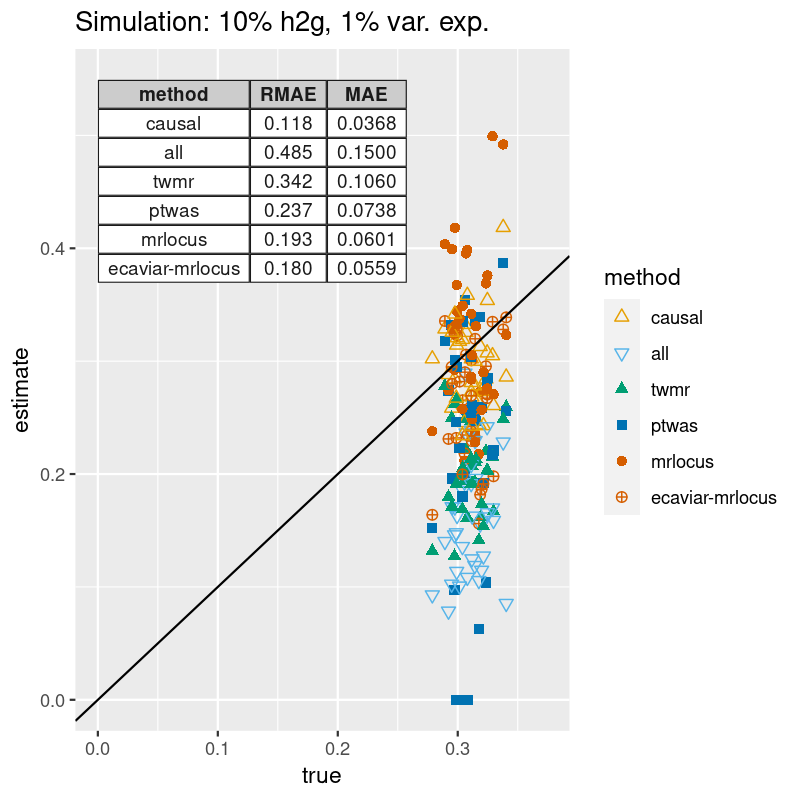 Simulation: 10% h2g, 1% var. exp.
method RMAE MAE
causal 0.118 0.0368
all 0.485 0.1500
twmr 0.342 0.1060
ptwas 0.237 0.0738
mrlocus 0.193 0.0601
ecaviar-mrlocus 0.180 0.0559
estimate
0.4
0.2
0.0
0.0 0.1 0.2 0.3
true
method
causal
all
twmr
ptwas
mrlocus
ecaviar-mrlocus